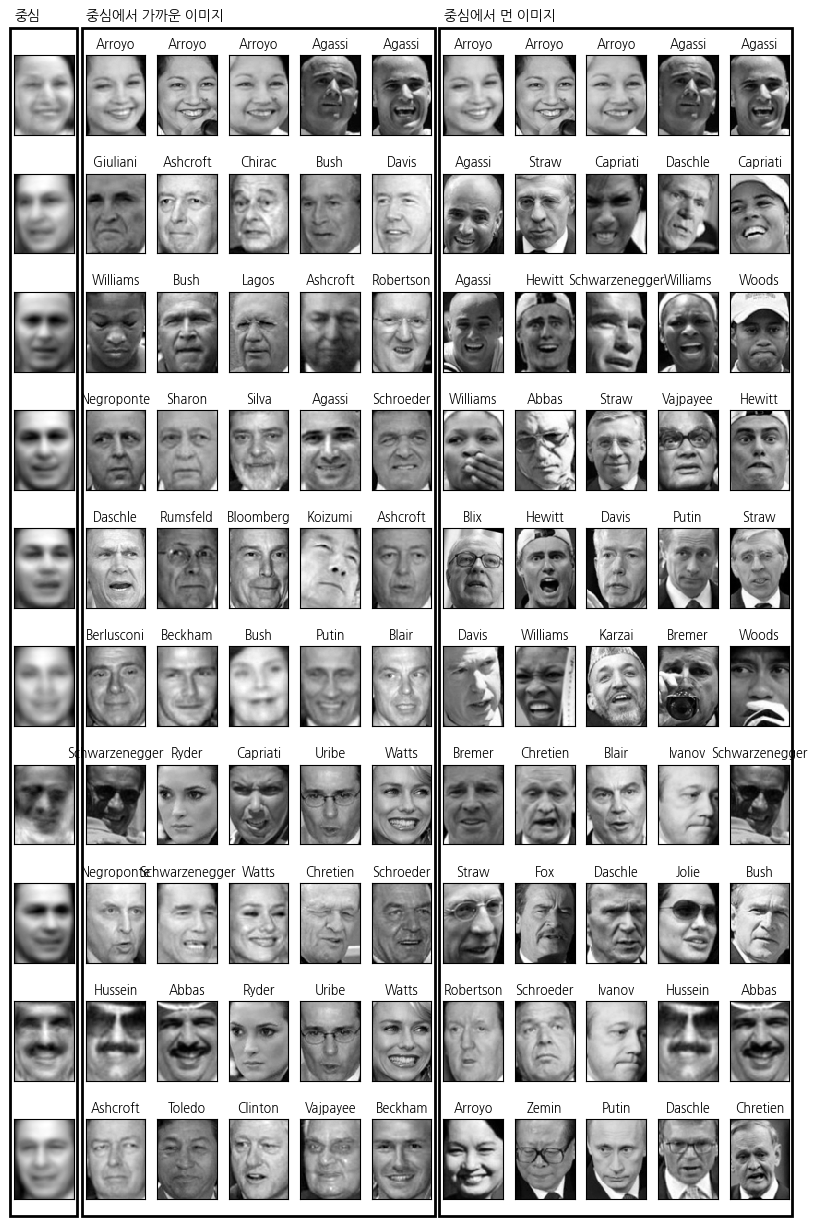 중심 중심에서 가까운 이미지 중심에서 먼 이미지
Arroyo Arroyo Arroyo Agassi Agassi Arroyo Arroyo Arroyo Agassi Agassi
Giuliani Ashcroft Chirac Bush Davis Agassi Straw Capriati Daschle Capriati
Williams Bush Lagos Ashcroft Robertson Agassi Hewitt Schwarzenegger Williams Woods
Negroponte Sharon Silva Agassi Schroeder Williams Abbas Straw Vajpayee Hewitt
Daschle Rumsfeld Bloomberg Koizumi Ashcroft Blix Hewitt Davis Putin Straw
Berlusconi Beckham Bush Putin Blair Davis Williams Karzai Bremer Woods
Schwarzenegger Ryder Capriati Uribe Watts Bremer Chretien Blair Ivanov Schwarzenegger
Negroponte Schwarzenegger Watts Chretien Schroeder Straw Fox Daschle Jolie Bush
Hussein Abbas Ryder Uribe Watts Robertson Schroeder Ivanov Hussein Abbas
Ashcroft Toledo Clinton Vajpayee Beckham Arroyo Zemin Putin Daschle Chretien